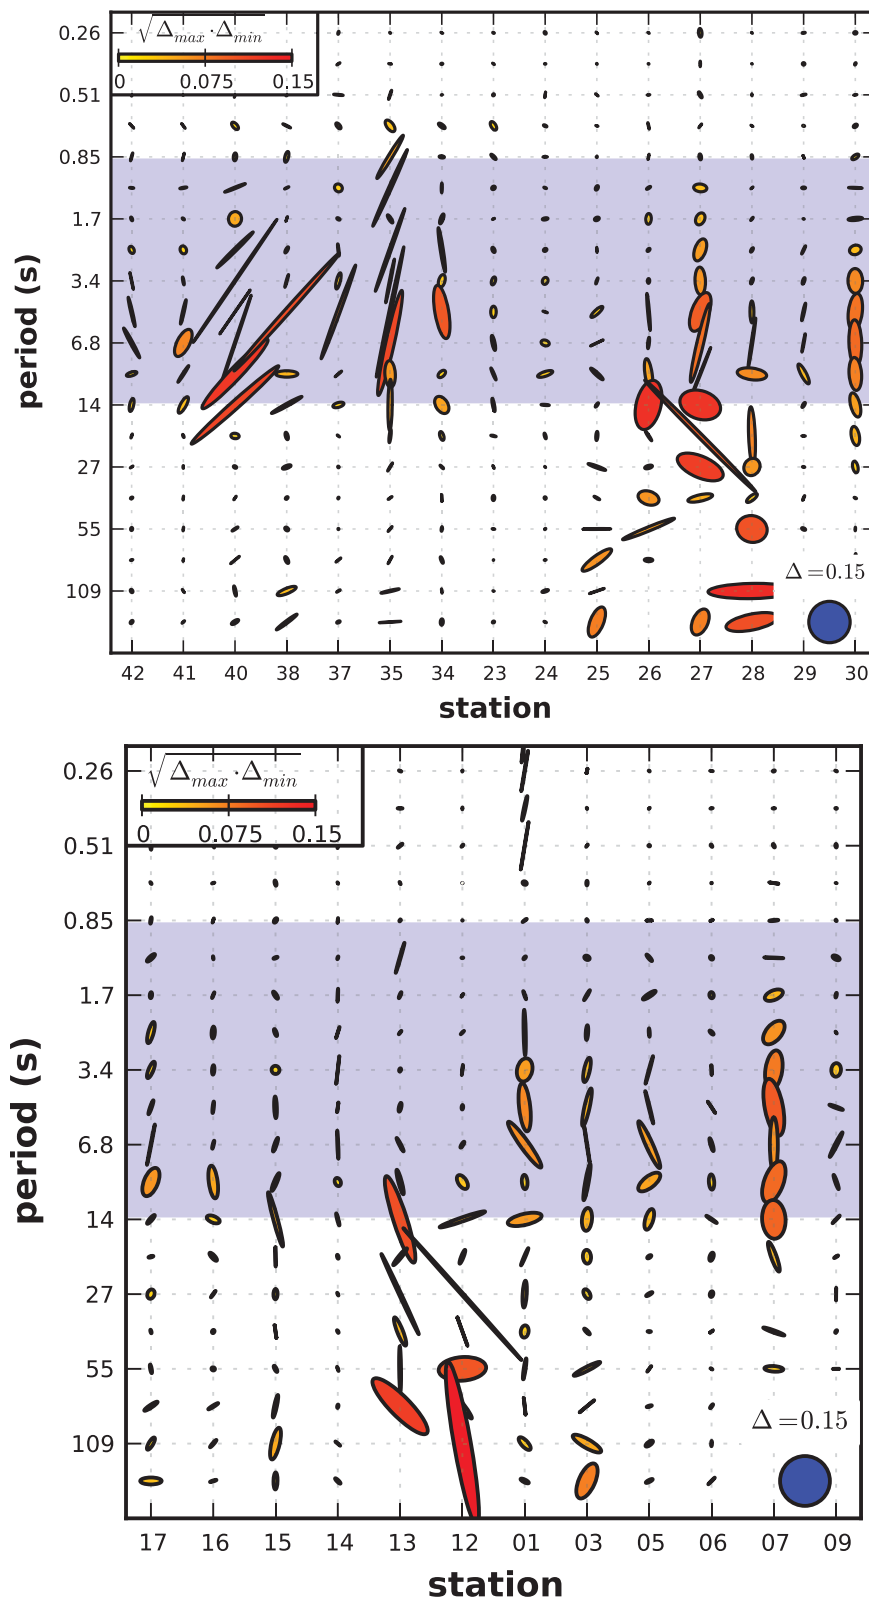 √Δmax·Δmin
0 0.075 0.15
0.26
0.51
0.85
1.7
3.4
6.8
14
27
55
109
period (s)
Δ=0.15
42 41 40 38 37 35 34 23 24 25 26 27 28 29 30
station
√Δmax·Δmin
0 0.075 0.15
0.26
0.51
0.85
1.7
3.4
6.8
14
27
55
109
period (s)
Δ=0.15
17 16 15 14 13 12 01 03 05 06 07 09
station